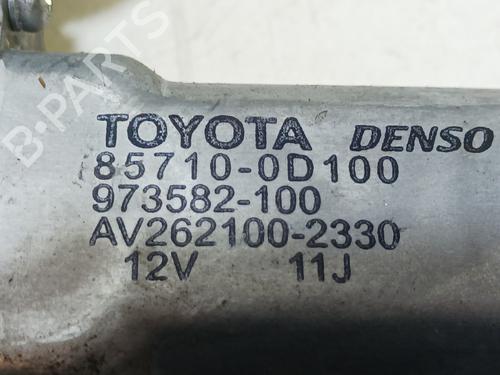 B-PARTS
TOYOTA DENSO
85710-0D100
973582-100
AV262100-2330
12V 11J